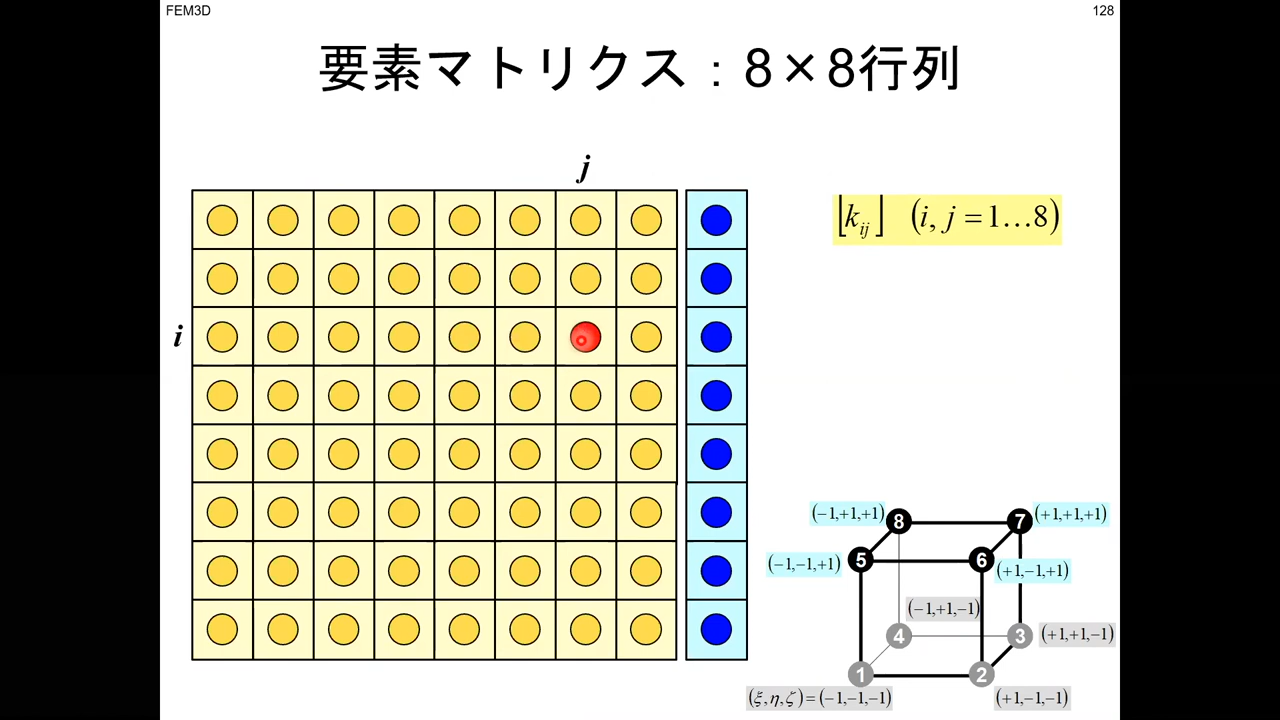 FEM3D
128
要素マトリクス：8×8行列
j
⌊k_ij⌋ (i, j = 1…8)
i
(−1,+1,+1)
8
7
(+1,+1,+1)
(−1,−1,+1)
5
6
(+1,−1,+1)
(−1,+1,−1)
4
3
(+1,+1,−1)
1
2
(ξ,η,ζ)=(−1,−1,−1)
(+1,−1,−1)